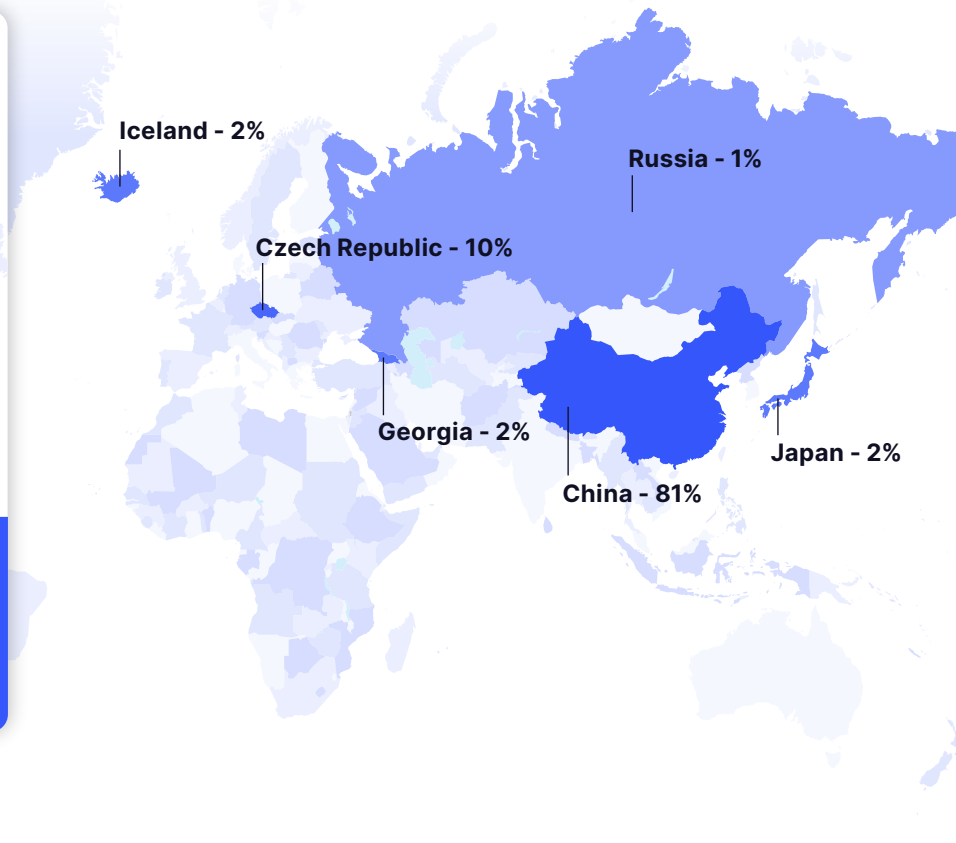 Iceland - 2%
Russia - 1%
Czech Republic - 10%
Georgia - 2%
Japan - 2%
China - 81%